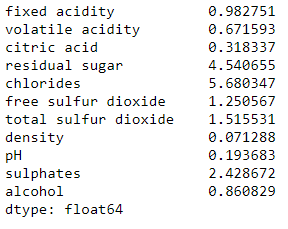 fixed acidity 0.982751
volatile acidity 0.671593
citric acid 0.318337
residual sugar 4.540655
chlorides 5.680347
free sulfur dioxide 1.250567
total sulfur dioxide 1.515531
density 0.071288
pH 0.193683
sulphates 2.428672
alcohol 0.860829
dtype: float64